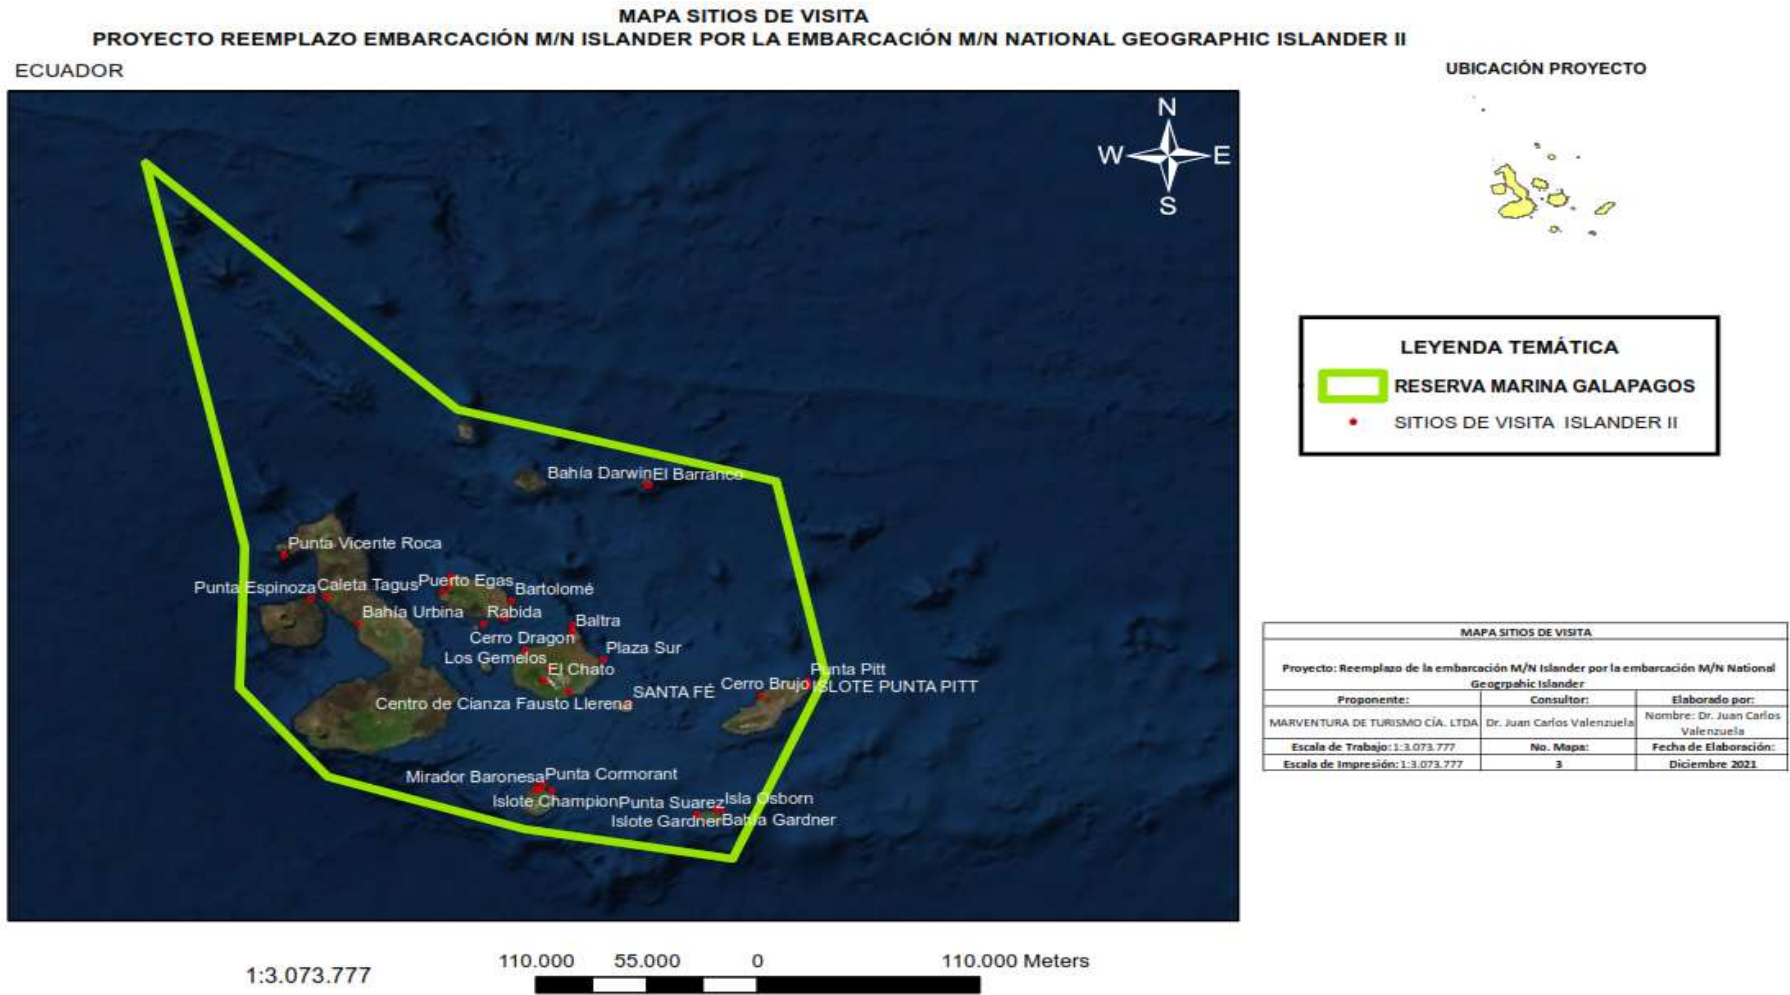 MAPA SITIOS DE VISITA
PROYECTO REEMPLAZO EMBARCACIÓN M/N ISLANDER POR LA EMBARCACIÓN M/N NATIONAL GEOGRAPHIC ISLANDER II
ECUADOR
UBICACIÓN PROYECTO
N
W E
S
Bahía Darwin El Barranco
Punta Vicente Roca
Punta Espinoza Caleta Tagus Puerto Egas Bartolomé
Bahía Urbina Rabida
Baltra
Cerro Dragon
Plaza Sur
Los Gemelos El Chato
Punta Pitt
Cerro Brujo ISLOTE PUNTA PITT
SANTA FÉ
Centro de Cianza Fausto Llerena
Mirador Baronesa Punta Cormorant
Islote Champion Punta Suarez Isla Osborn
Islote Gardner Bahía Gardner
LEYENDA TEMÁTICA
RESERVA MARINA GALAPAGOS
SITIOS DE VISITA ISLANDER II
MAPA SITIOS DE VISITA
Proyecto: Reemplazo de la embarcación M/N Islander por la embarcación M/N National
Geogrpahic Islander
Proponente: Consultor: Elaborado por:
MARVENTURA DE TURISMO CÍA. LTDA Dr. Juan Carlos Valenzuela Nombre: Dr. Juan Carlos
Valenzuela
Escala de Trabajo: 1:3.073.777 No. Mapa: Fecha de Elaboración:
Escala de Impresión: 1:3.073.777 3 Diciembre 2021
1:3.073.777
110.000 55.000 0 110.000 Meters